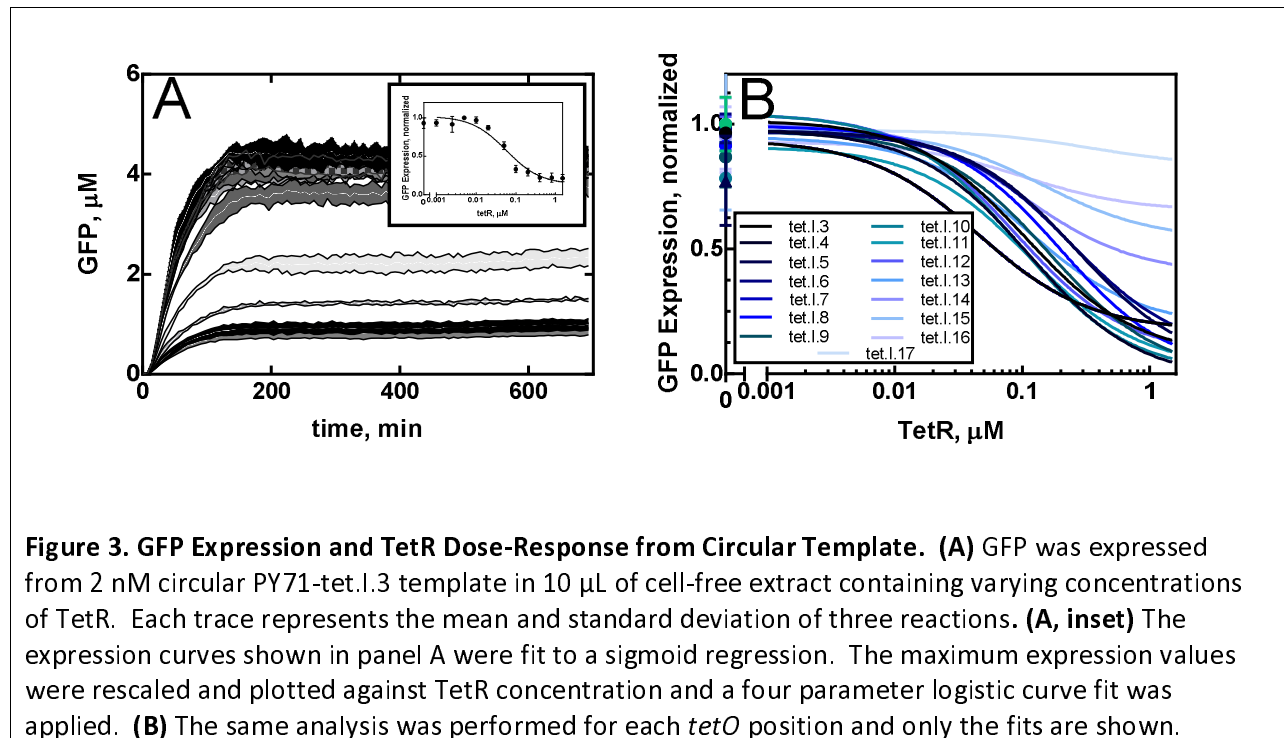 A
B
GFP, µM
6
4
2
0
0
200
400
600
time, min
GFP Expression, normalized
1.0
0.5
0.0
0
0.001
0.01
0.1
1
tetR, µM
GFP Expression, normalized
1.0
0.5
0.0
0
0.001
0.01
0.1
1
TetR, µM
tet.I.3
tet.I.4
tet.I.5
tet.I.6
tet.I.7
tet.I.8
tet.I.9
tet.I.10
tet.I.11
tet.I.12
tet.I.13
tet.I.14
tet.I.15
tet.I.16
tet.I.17
Figure 3. GFP Expression and TetR Dose-Response from Circular Template. (A) GFP was expressed
from 2 nM circular PY71-tet.I.3 template in 10 µL of cell-free extract containing varying concentrations
of TetR. Each trace represents the mean and standard deviation of three reactions. (A, inset) The
expression curves shown in panel A were fit to a sigmoid regression. The maximum expression values
were rescaled and plotted against TetR concentration and a four parameter logistic curve fit was
applied. (B) The same analysis was performed for each tetO position and only the fits are shown.